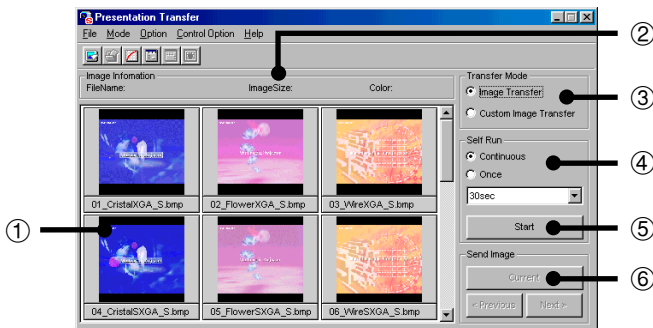 Presentation Transfer
File Mode Option Control Option Help
②
Image Infomation
FileName: ImageSize: Color:
Transfer Mode
Image Transfer
③
Custom Image Transfer
Self Run
Continuous
④
Once
01_CristalXGA_S.bmp 02_FlowerXGA_S.bmp 03_WireXGA_S.bmp
30sec
①
Start
⑤
Send Image
Current
⑥
<Previous Next>
04_CristalSXGA_S.bmp 05_FlowerSXGA_S.bmp 06_WireSXGA_S.bmp